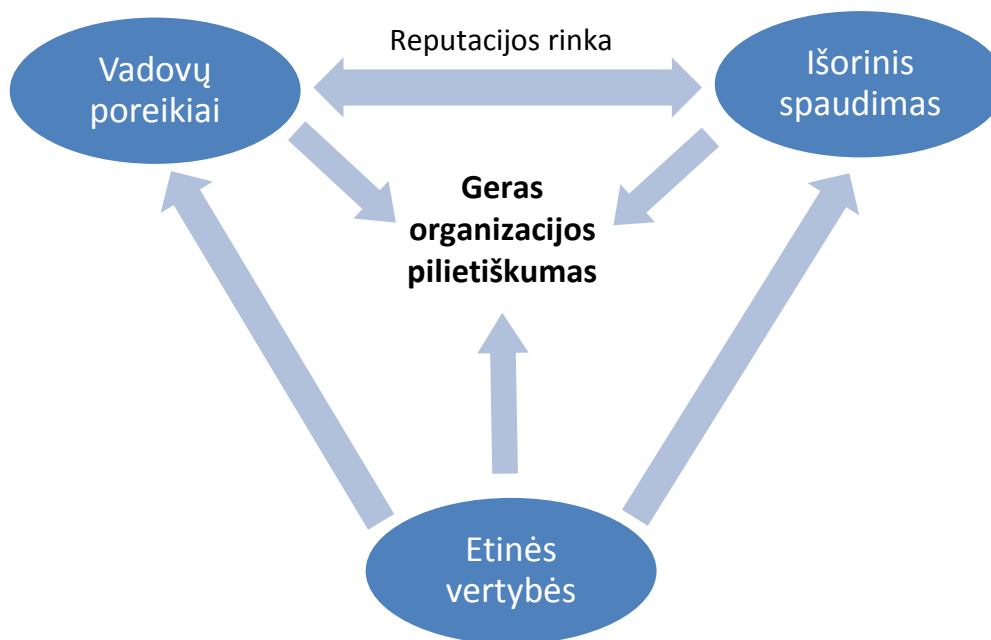 Reputacijos rinka
Vadovų
poreikiai
Išorinis
spaudimas
Geras
organizacijos
pilietiškumas
Etinės
vertybės